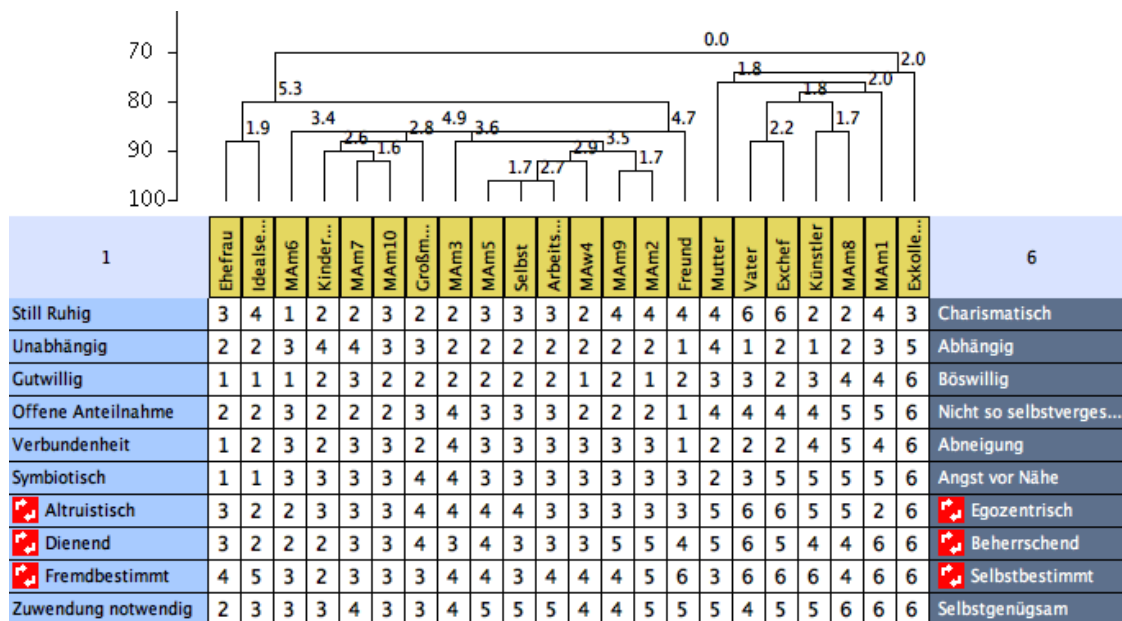 0.0
70
2.0
1.8
2.0
5.3
1.8
80
3.4
4.9
4.7
1.9
2.8
3.6
1.7
2.2
2.6
3.5
90
1.6
2.9
1.7
1.7
2.7
100
1 Ehefrau Idealse... MAm6 Kinder... MAm7 MAm10 Großm... MAm3 MAm5 Selbst Arbeits... MAw4 MAm9 MAm2 Freund Mutter Vater Exchef Künstler MAm8 MAm1 Exkolle... 6
Still Ruhig 3 4 1 2 2 3 2 2 3 3 3 2 4 4 4 4 6 6 2 2 4 3 Charismatisch
Unabhängig 2 2 3 4 4 3 3 2 2 2 2 2 2 2 1 4 1 2 1 2 3 5 Abhängig
Gutwillig 1 1 1 2 3 2 2 2 2 2 2 1 2 1 2 3 3 2 3 4 4 6 Böswillig
Offene Anteilnahme 2 2 3 2 2 2 3 4 3 3 3 2 2 2 1 4 4 4 4 5 5 6 Nicht so selbstverges...
Verbundenheit 1 2 3 2 3 3 2 4 3 3 3 3 3 3 1 2 2 2 4 5 4 6 Abneigung
Symbiotisch 1 1 3 3 3 3 4 4 3 3 3 3 3 3 3 2 3 5 5 5 5 6 Angst vor Nähe
Altruistisch 3 2 2 3 3 3 4 4 4 4 3 3 3 3 3 5 6 6 5 5 2 6 Egozentrisch
Dienend 3 2 2 2 3 3 4 3 4 3 3 3 5 5 4 5 6 5 4 4 6 6 Beherrschend
Fremdbestimmt 4 5 3 2 3 3 3 4 4 3 4 4 4 5 6 3 6 6 6 4 6 6 Selbstbestimmt
Zuwendung notwendig 2 3 3 3 4 3 3 4 5 5 5 4 4 5 5 5 4 5 5 6 6 6 Selbstgenügsam